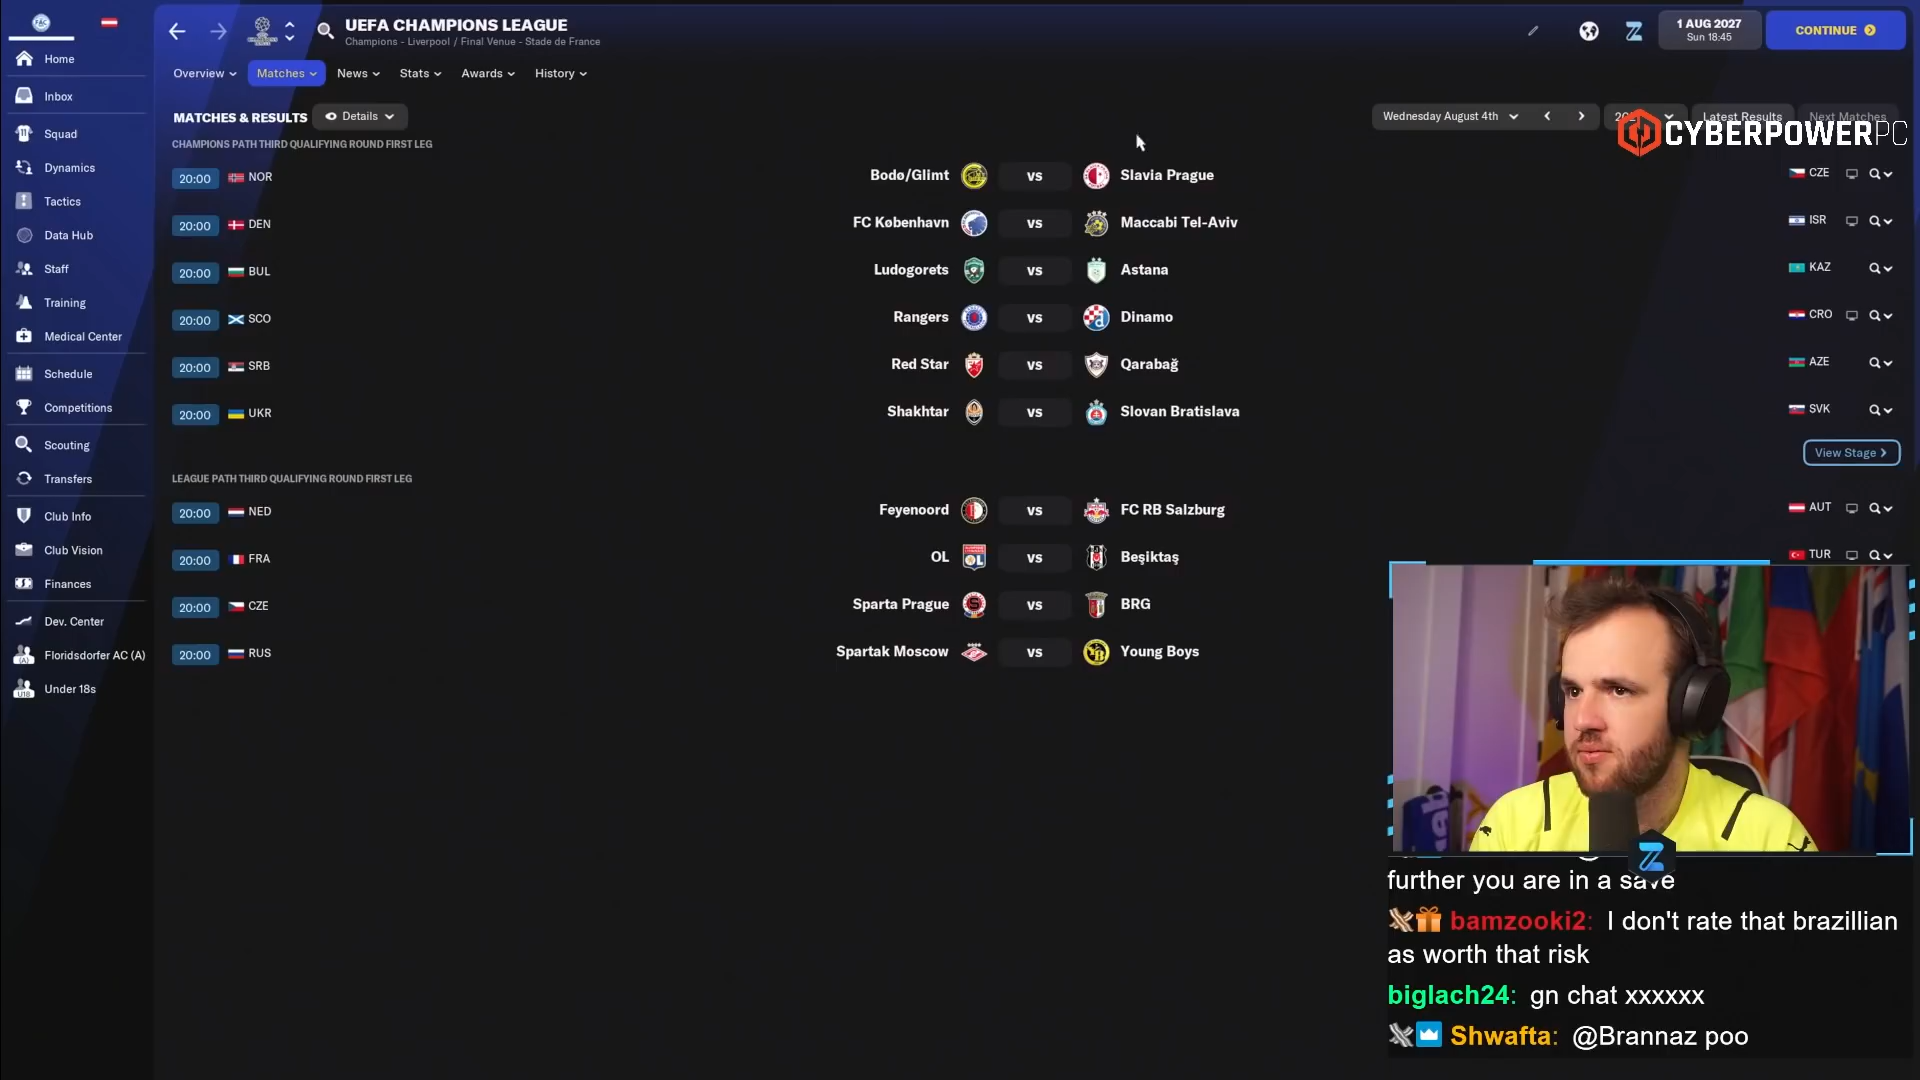 FAC
UEFA CHAMPIONS LEAGUE
Champions - Liverpool / Final Venue - Stade de France
1 AUG 2027
Sun 18:45
CONTINUE
Home
Inbox
Squad
Dynamics
Tactics
Data Hub
Staff
Training
Medical Center
Schedule
Competitions
Scouting
Transfers
Club Info
Club Vision
Finances
Dev. Center
Floridsdorfer AC (A)
Under 18s
Overview Matches News Stats Awards History
MATCHES & RESULTS Details
Wednesday August 4th Latest Results Next Matches
CYBERPOWERPC
CHAMPIONS PATH THIRD QUALIFYING ROUND FIRST LEG
20:00 NOR Bodø/Glimt vs Slavia Prague CZE
20:00 DEN FC København vs Maccabi Tel-Aviv ISR
20:00 BUL Ludogorets vs Astana KAZ
20:00 SCO Rangers vs Dinamo CRO
20:00 SRB Red Star vs Qarabağ AZE
20:00 UKR Shakhtar vs Slovan Bratislava SVK
View Stage
LEAGUE PATH THIRD QUALIFYING ROUND FIRST LEG
20:00 NED Feyenoord vs FC RB Salzburg AUT
20:00 FRA OL vs Beşiktaş TUR
20:00 CZE Sparta Prague vs BRG
20:00 RUS Spartak Moscow vs Young Boys
further you are in a save
bamzooki2: I don't rate that brazillian
as worth that risk
biglach24: gn chat xxxxxx
Shwafta: @Brannaz poo